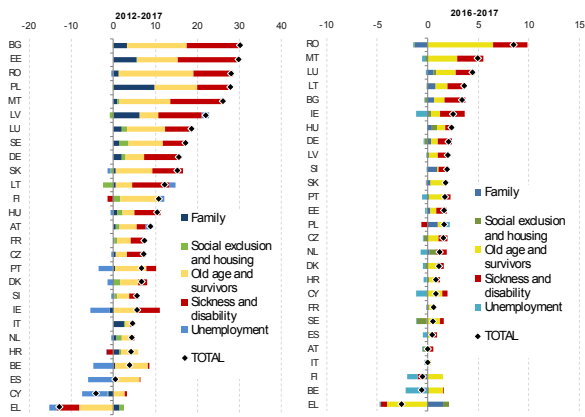 2012-2017
-20 -10 0 10 20 30 40
BG
EE
RO
PL
MT
LV
LU
SE
DE
SK
LT
FI
HU
AT
FR
CZ
PT
DK
SI
IE
IT
NL
HR
BE
ES
CY
EL
Family
Social exclusion
and housing
Old age and
survivors
Sickness and
disability
Unemployment
TOTAL
2016-2017
-5 0 5 10 15
RO
MT
LU
LT
BG
IE
HU
DE
LV
SI
SK
PT
EE
PL
CZ
NL
DK
HR
CY
FR
SE
ES
AT
IT
FI
BE
EL
Family
Social exclusion
and housing
Old age and
survivors
Sickness and
disability
Unemployment
TOTAL